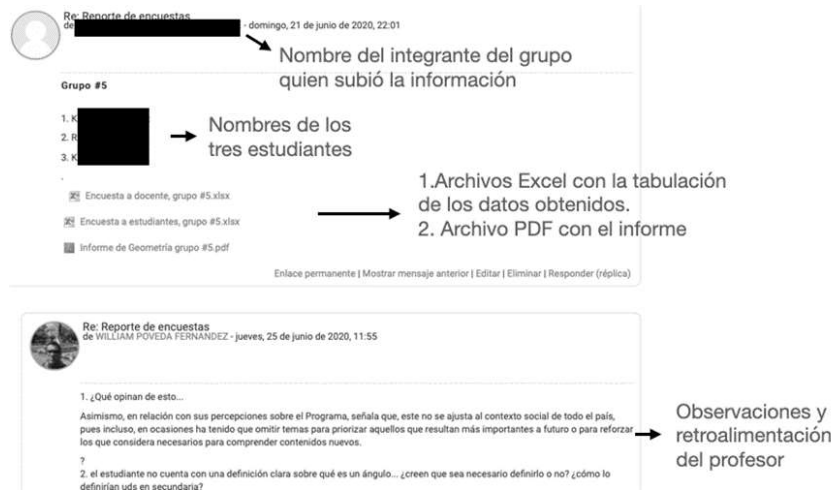 Re: Reporte de encuestas
de - domingo, 21 de junio de 2020, 22:01
Nombre del integrante del grupo
quien subió la información
Grupo #5
1. K
2. R
3. K
Nombres de los
tres estudiantes
.
Encuesta a docente, grupo #5.xlsx
Encuesta a estudiantes, grupo #5.xlsx
Informe de Geometría grupo #5.pdf
1.Archivos Excel con la tabulación
de los datos obtenidos.
2. Archivo PDF con el informe
Enlace permanente | Mostrar mensaje anterior | Editar | Eliminar | Responder (réplica)
Re: Reporte de encuestas
de WILLIAM POVEDA FERNANDEZ - jueves, 25 de junio de 2020, 11:55
1. ¿Qué opinan de esto...
Asimismo, en relación con sus percepciones sobre el Programa, señala que, este no se ajusta al contexto social de todo el país,
pues incluso, en ocasiones ha tenido que omitir temas para priorizar aquellos que resultan más importantes a futuro o para reforzar
los que considera necesarios para comprender contenidos nuevos.
?
2. el estudiante no cuenta con una definición clara sobre qué es un ángulo... ¿creen que sea necesario definirlo o no? ¿cómo lo
definirían uds en secundaria?
Observaciones y
retroalimentación
del profesor